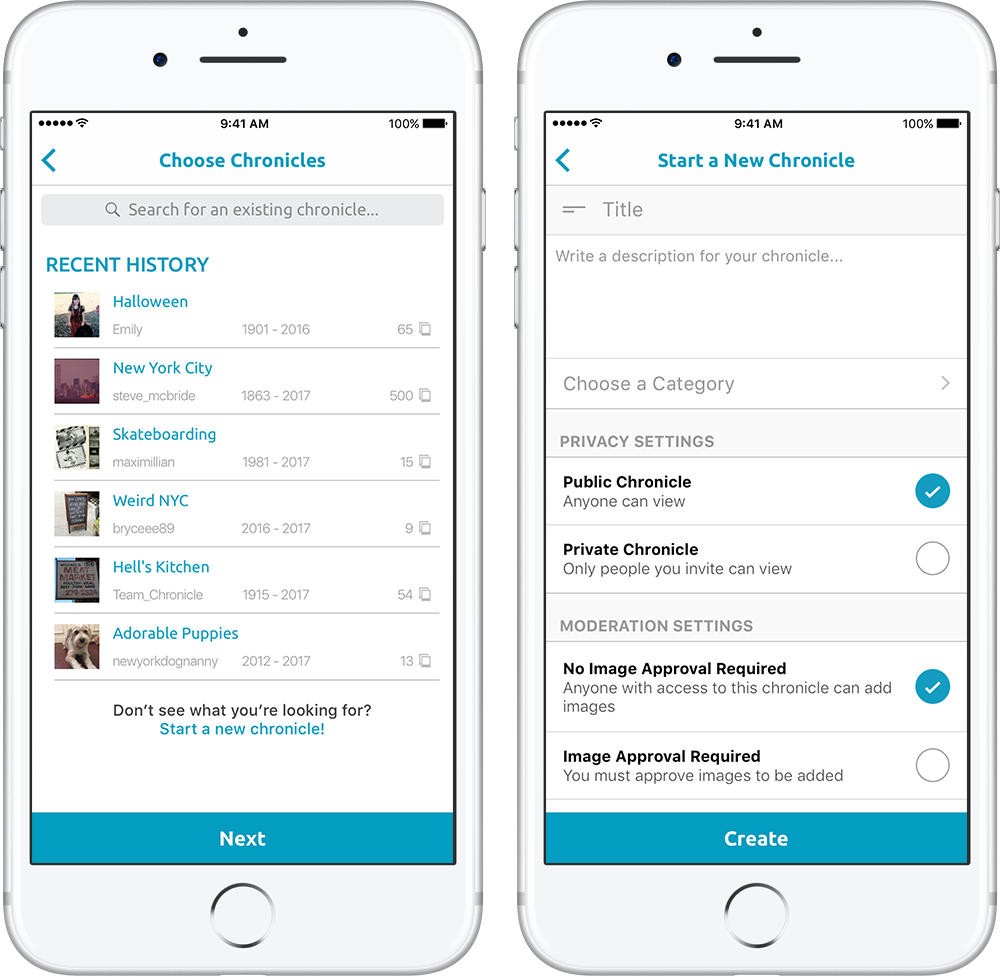 9:41 AM
100%
Choose Chronicles
Search for an existing chronicle...
RECENT HISTORY
Halloween
Emily 1901 - 2016 65
New York City
steve_mcbride 1863 - 2017 500
Skateboarding
maximillian 1981 - 2017 15
Weird NYC
bryceee89 2016 - 2017 9
Hell's Kitchen
Team_Chronicle 1915 - 2017 54
MEAT
MARKET
279-2324
Adorable Puppies
newyorkdognanny 2012 - 2017 13
Don’t see what you’re looking for?
Start a new chronicle!
Next
9:41 AM
100%
Start a New Chronicle
Title
Write a description for your chronicle...
Choose a Category
PRIVACY SETTINGS
Public Chronicle
Anyone can view
Private Chronicle
Only people you invite can view
MODERATION SETTINGS
No Image Approval Required
Anyone with access to this chronicle can add
images
Image Approval Required
You must approve images to be added
Create